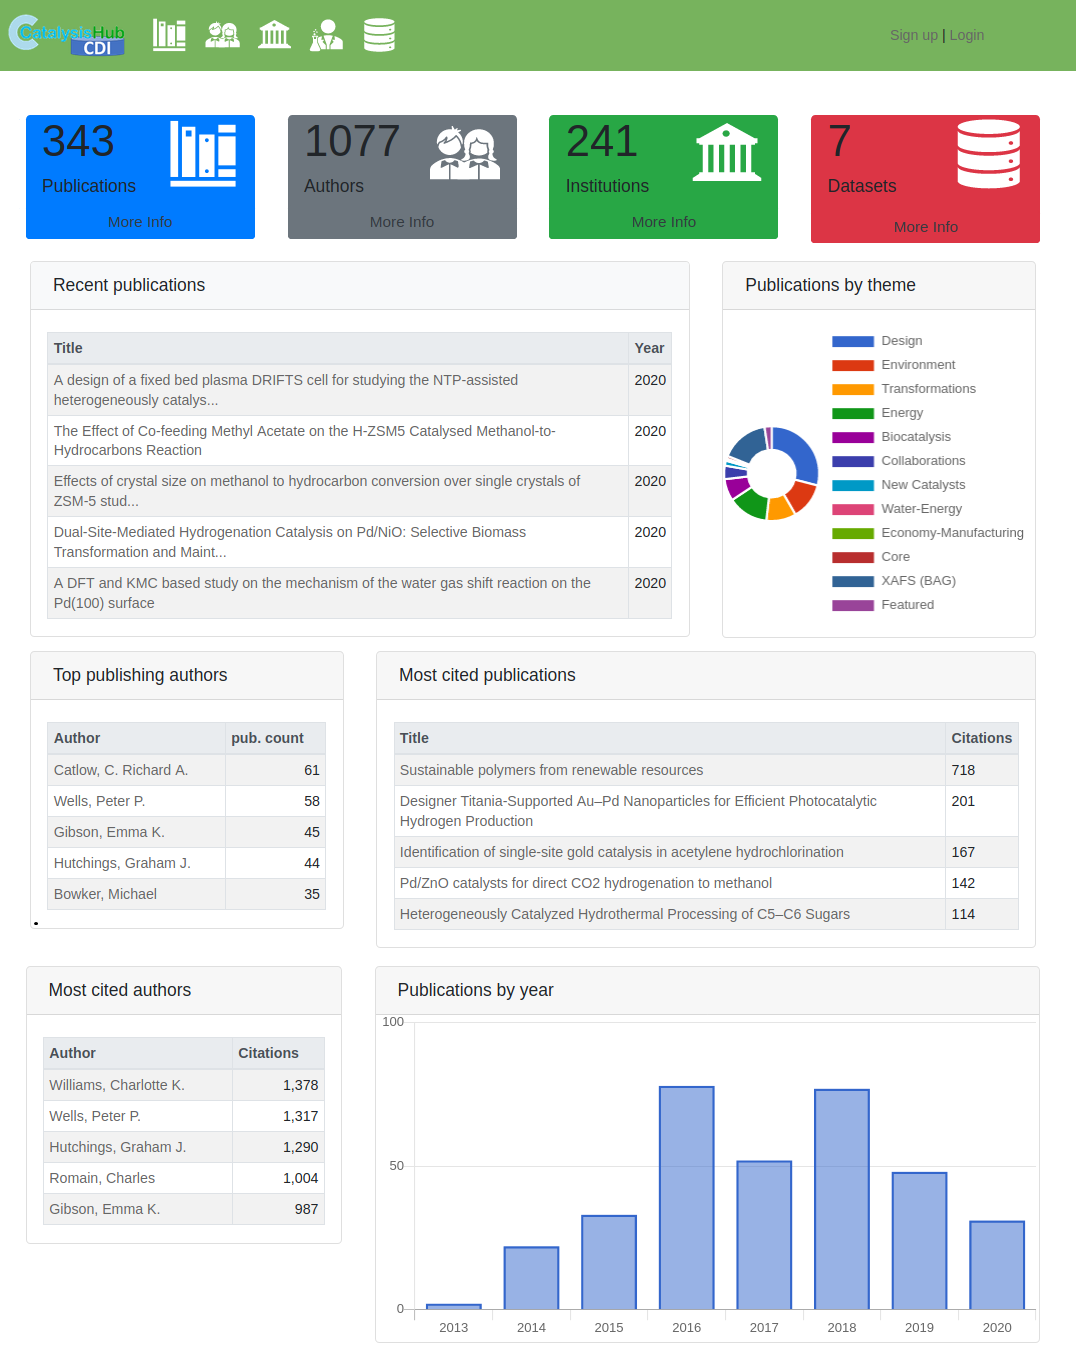 CatalysisHub
CDI
Sign up | Login
343
Publications
More Info
1077
Authors
More Info
241
Institutions
More Info
7
Datasets
More Info
Recent publications
Title Year
A design of a fixed bed plasma DRIFTS cell for studying the NTP-assisted 2020
heterogeneously catalys...
The Effect of Co-feeding Methyl Acetate on the H-ZSM5 Catalysed Methanol-to- 2020
Hydrocarbons Reaction
Effects of crystal size on methanol to hydrocarbon conversion over single crystals of 2020
ZSM-5 stud...
Dual-Site-Mediated Hydrogenation Catalysis on Pd/NiO: Selective Biomass 2020
Transformation and Maint...
A DFT and KMC based study on the mechanism of the water gas shift reaction on the 2020
Pd(100) surface
Publications by theme
Design
Environment
Transformations
Energy
Biocatalysis
Collaborations
New Catalysts
Water-Energy
Economy-Manufacturing
Core
XAFS (BAG)
Featured
Top publishing authors
Author pub. count
Catlow, C. Richard A. 61
Wells, Peter P. 58
Gibson, Emma K. 45
Hutchings, Graham J. 44
Bowker, Michael 35
Most cited publications
Title Citations
Sustainable polymers from renewable resources 718
Designer Titania-Supported Au–Pd Nanoparticles for Efficient Photocatalytic 201
Hydrogen Production
Identification of single-site gold catalysis in acetylene hydrochlorination 167
Pd/ZnO catalysts for direct CO2 hydrogenation to methanol 142
Heterogeneously Catalyzed Hydrothermal Processing of C5–C6 Sugars 114
Most cited authors
Author Citations
Williams, Charlotte K. 1,378
Wells, Peter P. 1,317
Hutchings, Graham J. 1,290
Romain, Charles 1,004
Gibson, Emma K. 987
Publications by year
100
50
0
2013 2014 2015 2016 2017 2018 2019 2020